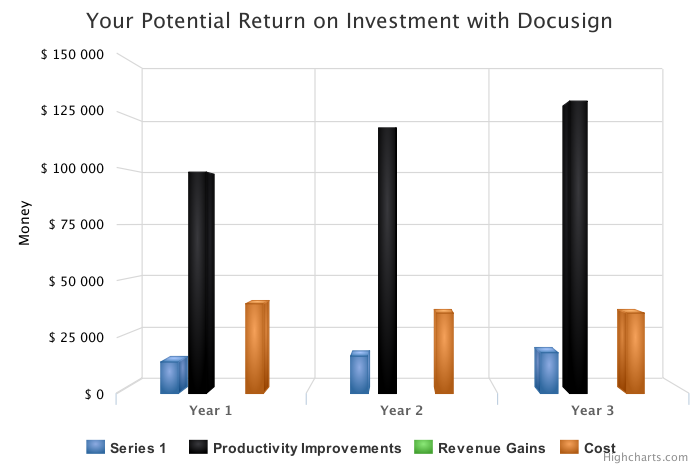 Your Potential Return on Investment with Docusign
$ 150 000
$ 125 000
$ 100 000
$ 75 000
$ 50 000
$ 25 000
$ 0
Money
Year 1 Year 2 Year 3
Series 1 Productivity Improvements Revenue Gains Cost
Highcharts.com